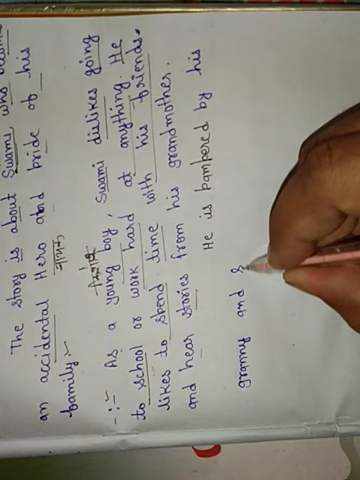 The story is about Swami, who
an accidental Hero and pride of his
नायक
family:-
-:- As a young boy, Swami dislikes going
to school or work hard at anything. He
likes to spend time with his friends.
and hear stories from his grandmother.
He is pampered by his
granny and s